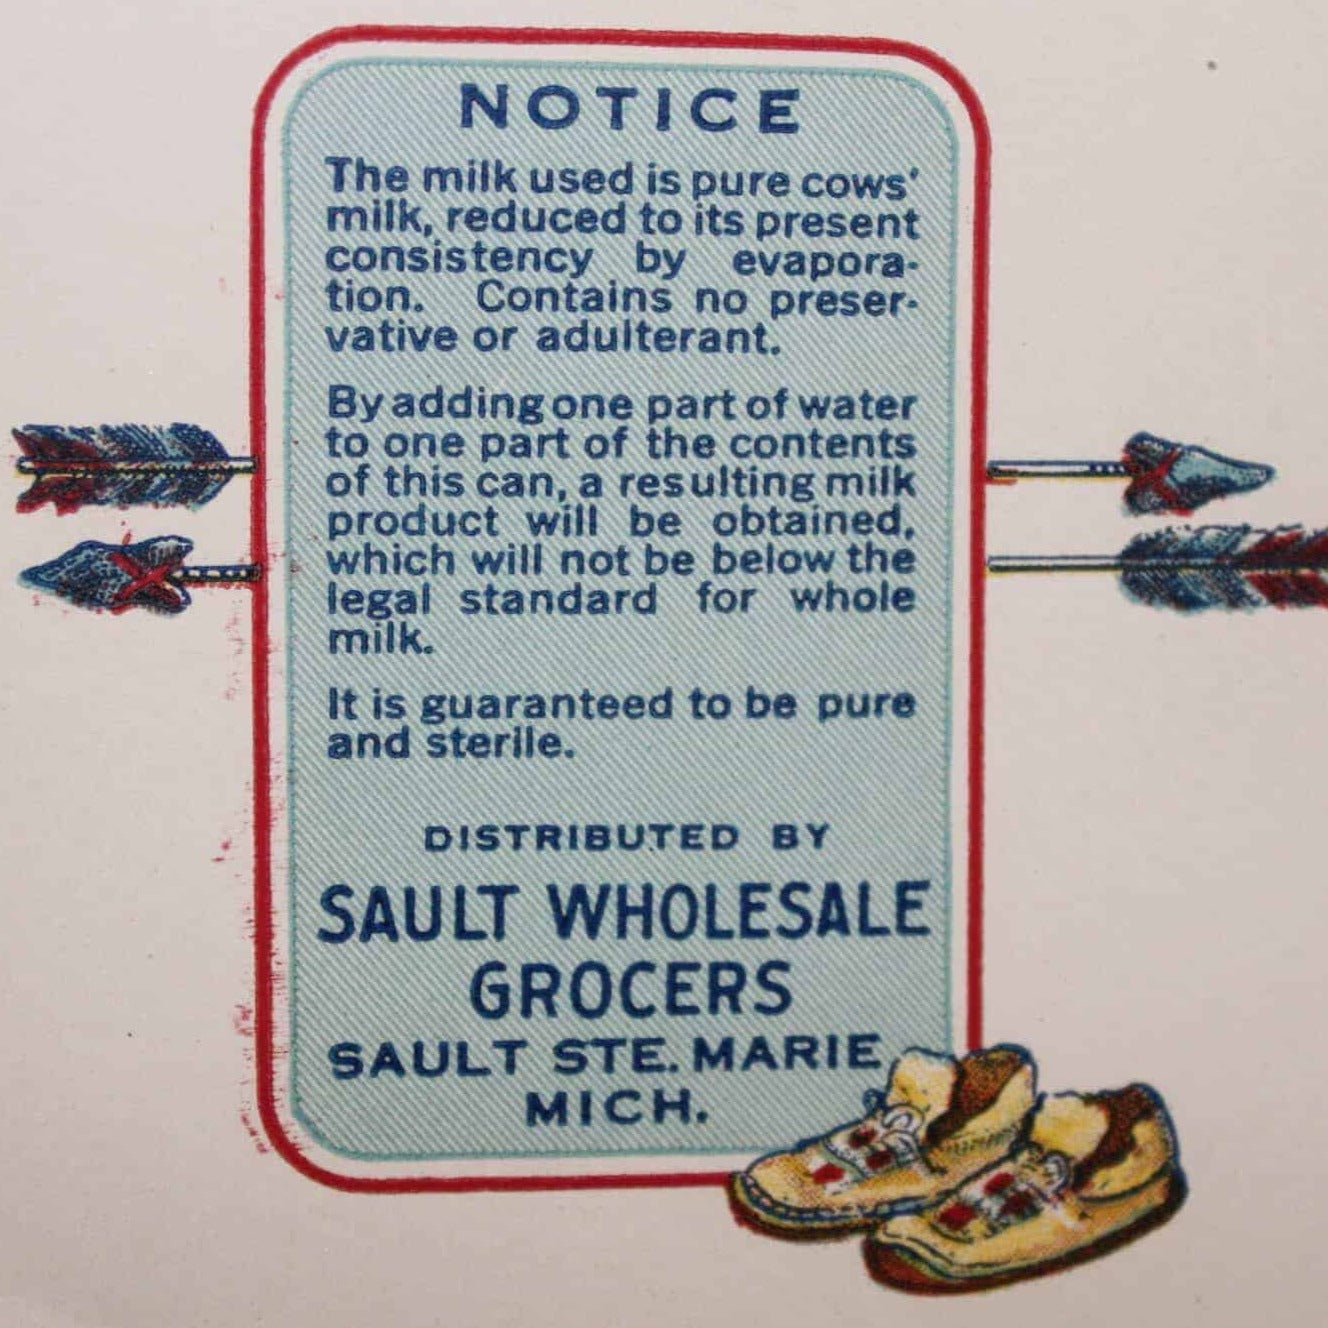 NOTICE
The milk used is pure cows'
milk, reduced to its present
consistency by evapora-
tion. Contains no preser-
vative or adulterant.
By adding one part of water
to one part of the contents
of this can, a resulting milk
product will be obtained,
which will not be below the
legal standard for whole
milk.
It is guaranteed to be pure
and sterile.
DISTRIBUTED BY
SAULT WHOLESALE
GROCERS
SAULT STE. MARIE
MICH.